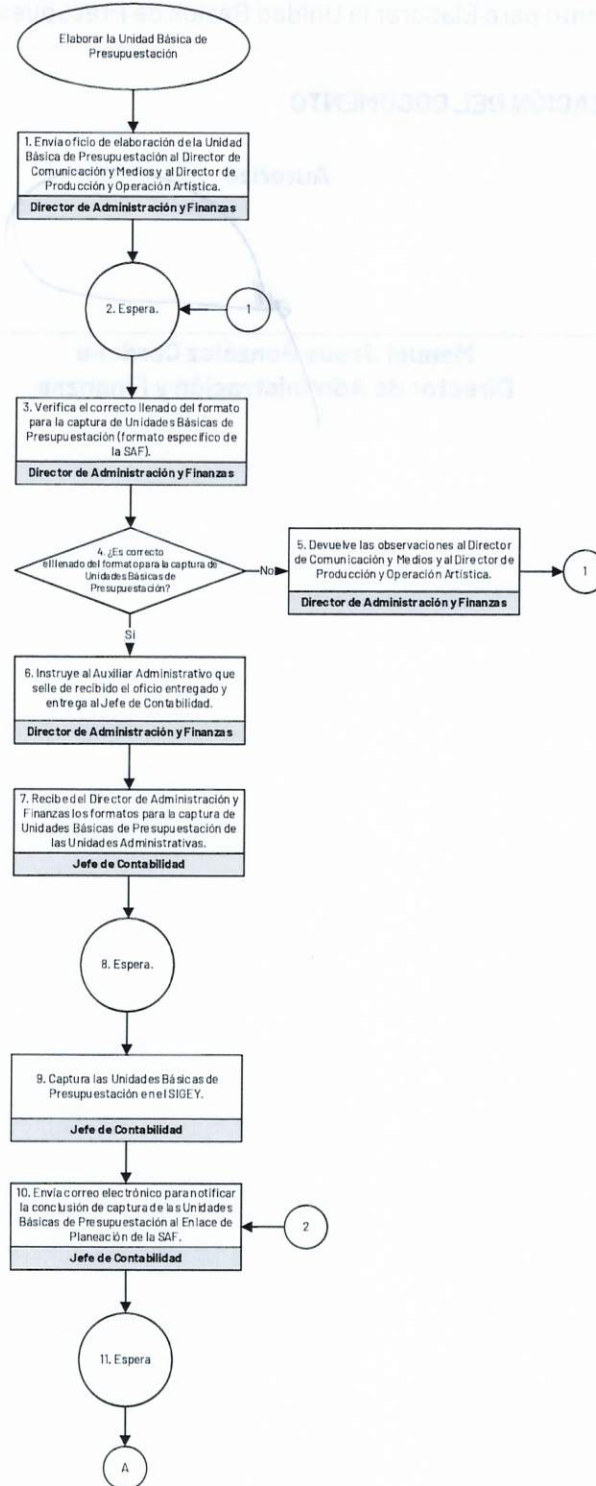 Elaborar la Unidad Básica de
Presupuestación
1. Envía oficio de elaboración de la Unidad
Básica de Presupuestación al Director de
Comunicación y Medios y al Director de
Producción y Operación Artística.
Director de Administración y Finanzas
2. Espera.
1
3. Verifica el correcto llenado del formato
para la captura de Unidades Básicas de
Presupuestación (formato específico de
la SAF).
Director de Administración y Finanzas
4. ¿Es correcto
el llenado del formato para la captura de
Unidades Básicas de
Presupuestación?
No
5. Devuelve las observaciones al Director
de Comunicación y Medios y al Director de
Producción y Operación Artística.
Director de Administración y Finanzas
1
Sí
6. Instruye al Auxiliar Administrativo que
selle de recibido el oficio entregado y
entrega al Jefe de Contabilidad.
Director de Administración y Finanzas
7. Recibe del Director de Administración y
Finanzas los formatos para la captura de
Unidades Básicas de Presupuestación de
las Unidades Administrativas.
Jefe de Contabilidad
8. Espera.
9. Captura las Unidades Básicas de
Presupuestación en el SIGEY.
Jefe de Contabilidad
10. Envía correo electrónico para notificar
la conclusión de captura de las Unidades
Básicas de Presupuestación al Enlace de
Planeación de la SAF.
Jefe de Contabilidad
2
11. Espera
A